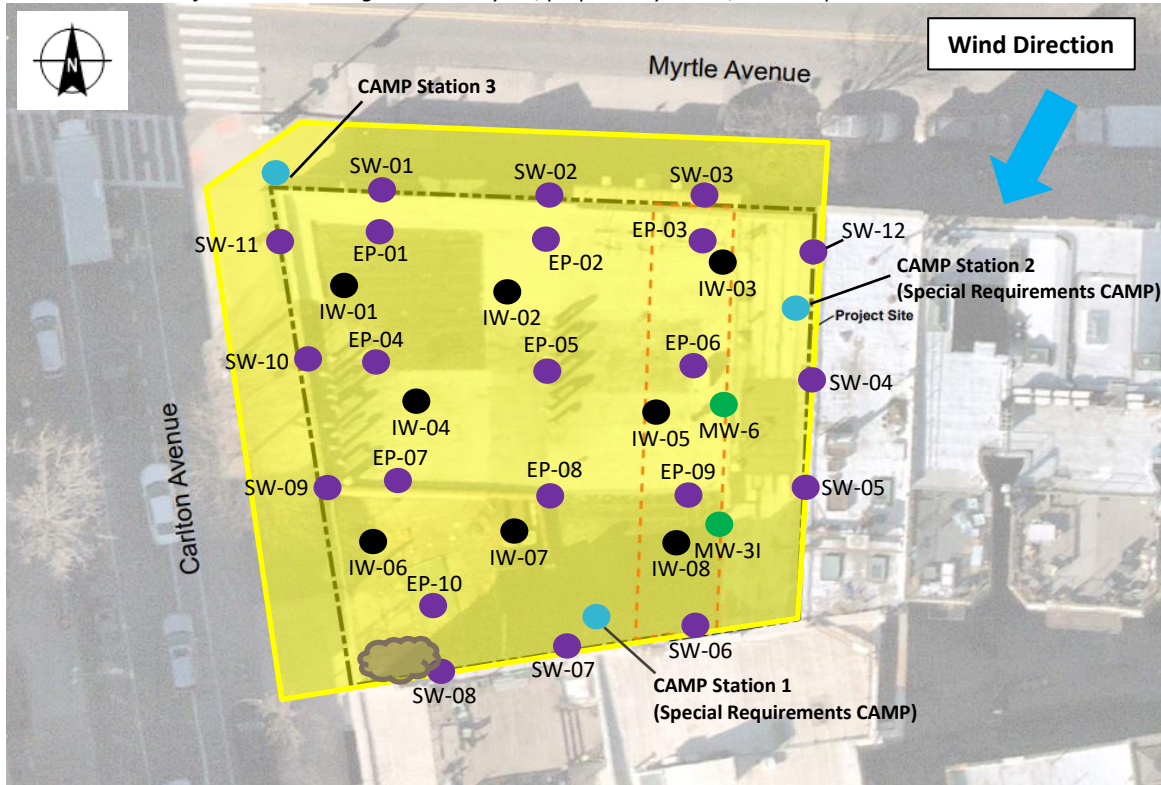 Wind Direction
N
Myrtle Avenue
CAMP Station 3
SW-01
SW-02
SW-03
SW-11
EP-01
EP-02
EP-03
SW-12
IW-01
IW-02
IW-03
CAMP Station 2
(Special Requirements CAMP)
Project Site
SW-10
EP-04
EP-05
EP-06
SW-04
IW-04
IW-05
MW-6
Carlton Avenue
SW-09
EP-07
EP-08
EP-09
SW-05
IW-06
IW-07
IW-08
MW-3I
EP-10
SW-08
SW-07
SW-06
CAMP Station 1
(Special Requirements CAMP)